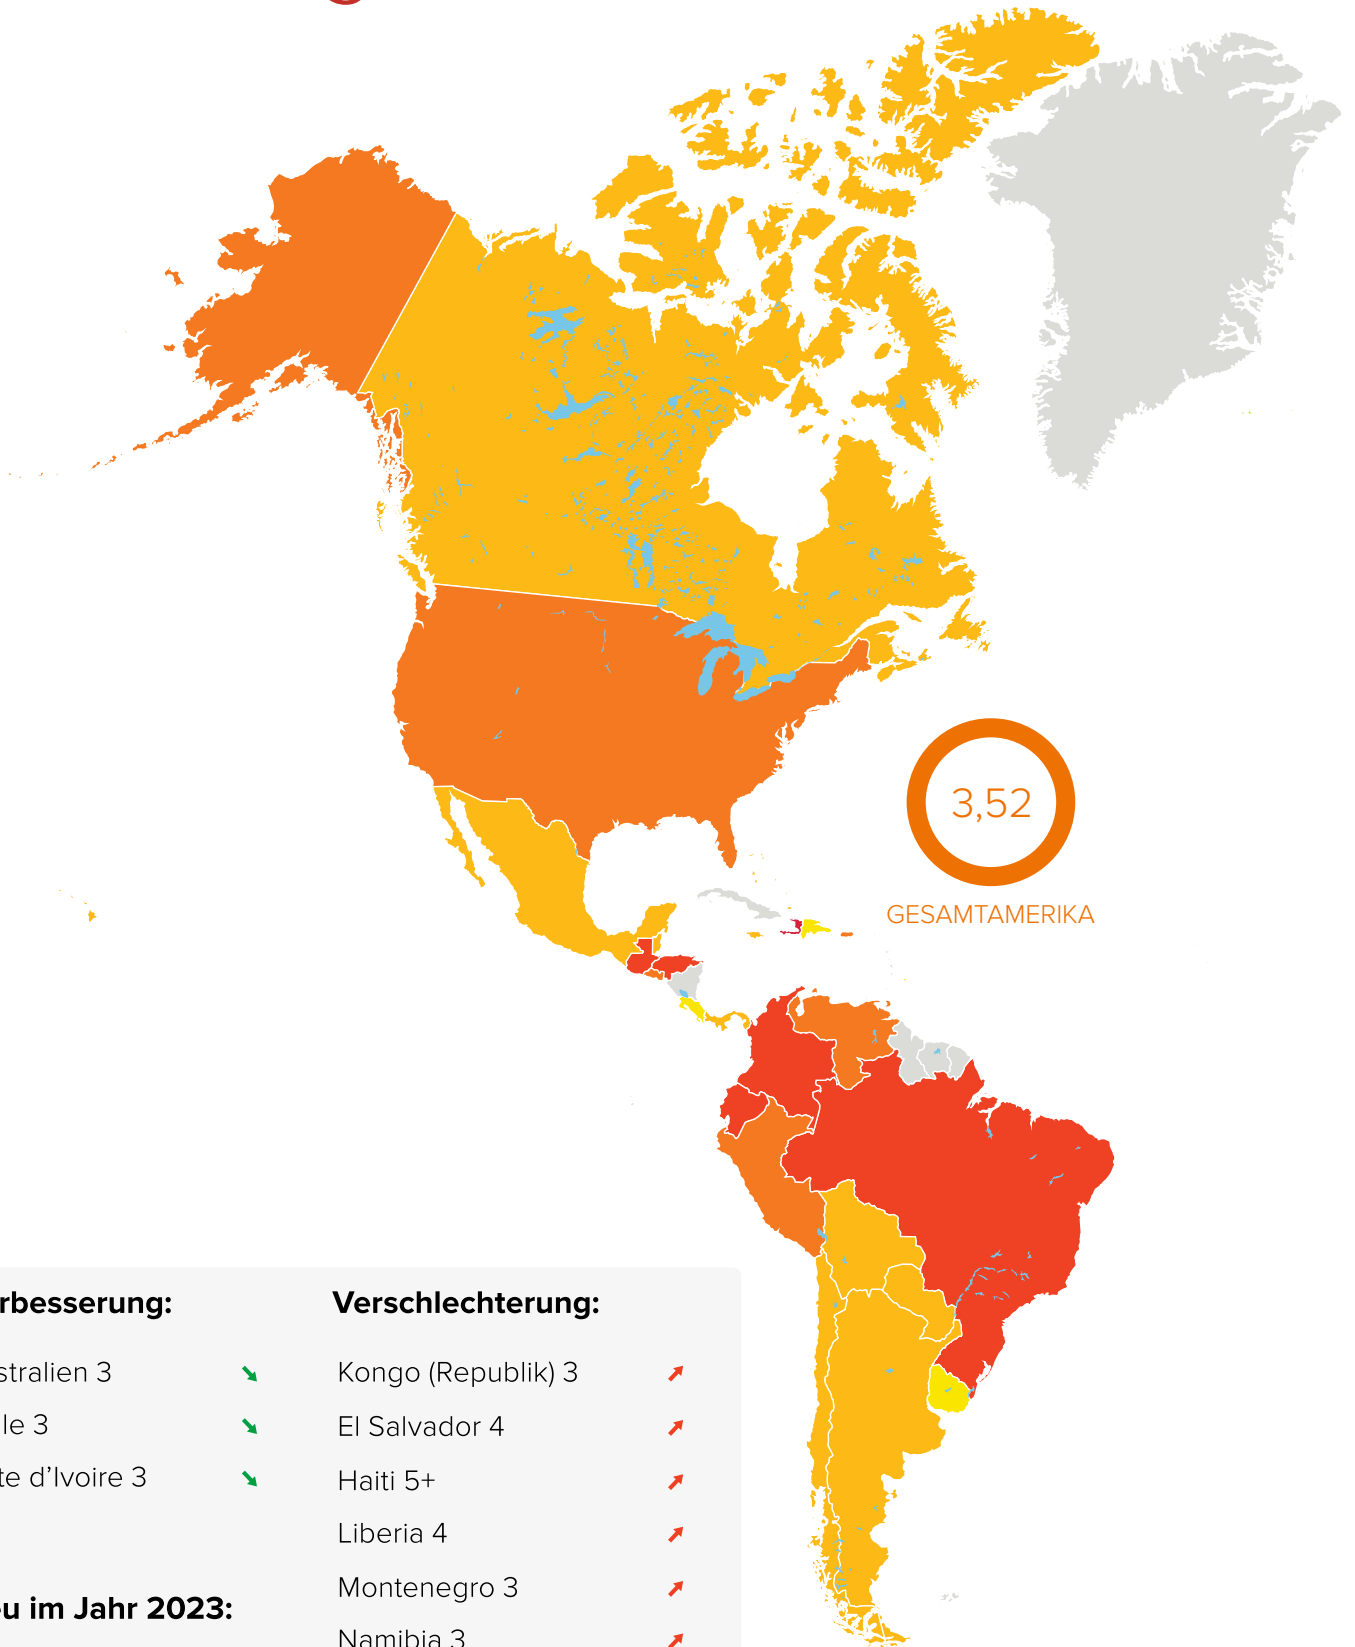 3,52
GESAMTAMERIKA
rbesserung:
stralien 3
le 3
te d’Ivoire 3
u im Jahr 2023:
Verschlechterung:
Kongo (Republik) 3
El Salvador 4
Haiti 5+
Liberia 4
Montenegro 3
Namibia 3